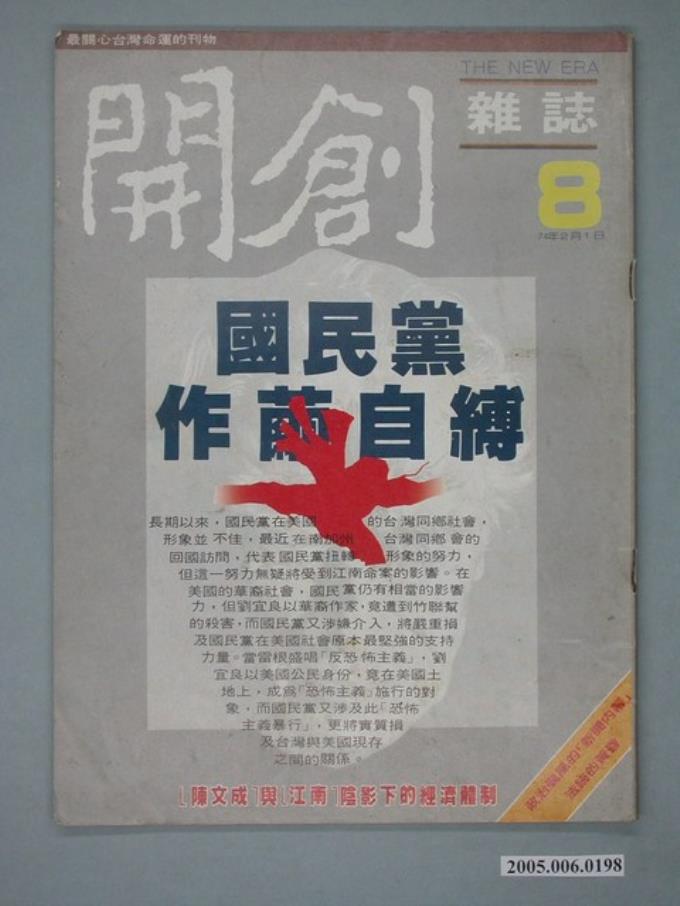 最關心台灣命運的刊物
THE NEW ERA
開創
雜誌
8
74年2月1日
國民黨
作繭自縛
長期以來，國民黨在美國 的台灣同鄉社會，
形象並不佳，最近在南加州 台灣同鄉會的
回國訪問，代表國民黨扭轉 形象的努力，
但這一努力無疑將受到江南命案的影響。在
美國的華裔社會，國民黨仍有相當的影響
力，但劉宜良以華裔作家，竟遭到竹聯幫
的殺害，而國民黨又涉嫌介入，將嚴重損
及國民黨在美國社會原本最堅強的支持
力量。當雷根盛唱「反恐怖主義」，劉
宜良以美國公民身份，竟在美國土
地上，成爲「恐怖主義」施行的對
象，而國民黨又涉及此「恐怖
主義暴行」，更將實質損
及台灣與美國現存
之間的關係。
「陳文成」與「江南」陰影下的經濟體制
2005.006.0198